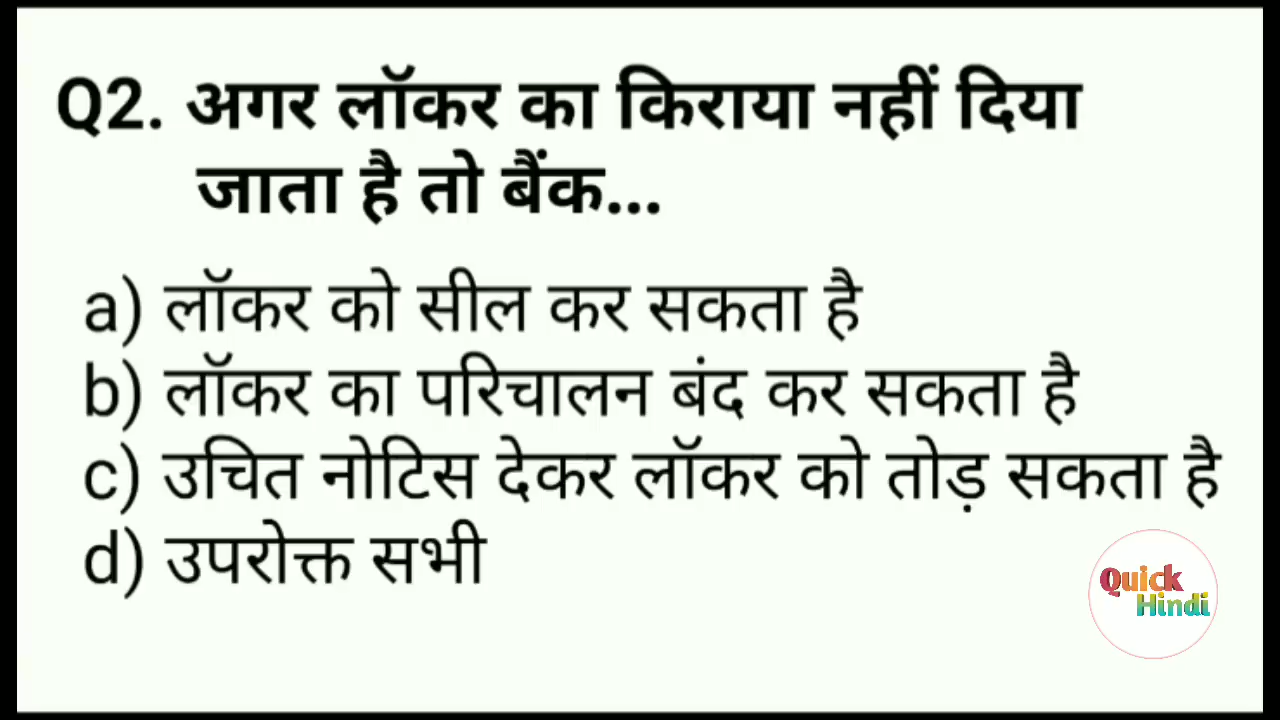 Q2. अगर लॉकर का किराया नहीं दिया
जाता है तो बैंक...
a) लॉकर को सील कर सकता है
b) लॉकर का परिचालन बंद कर सकता है
c) उचित नोटिस देकर लॉकर को तोड़ सकता है
d) उपरोक्त सभी
Quick
Hindi